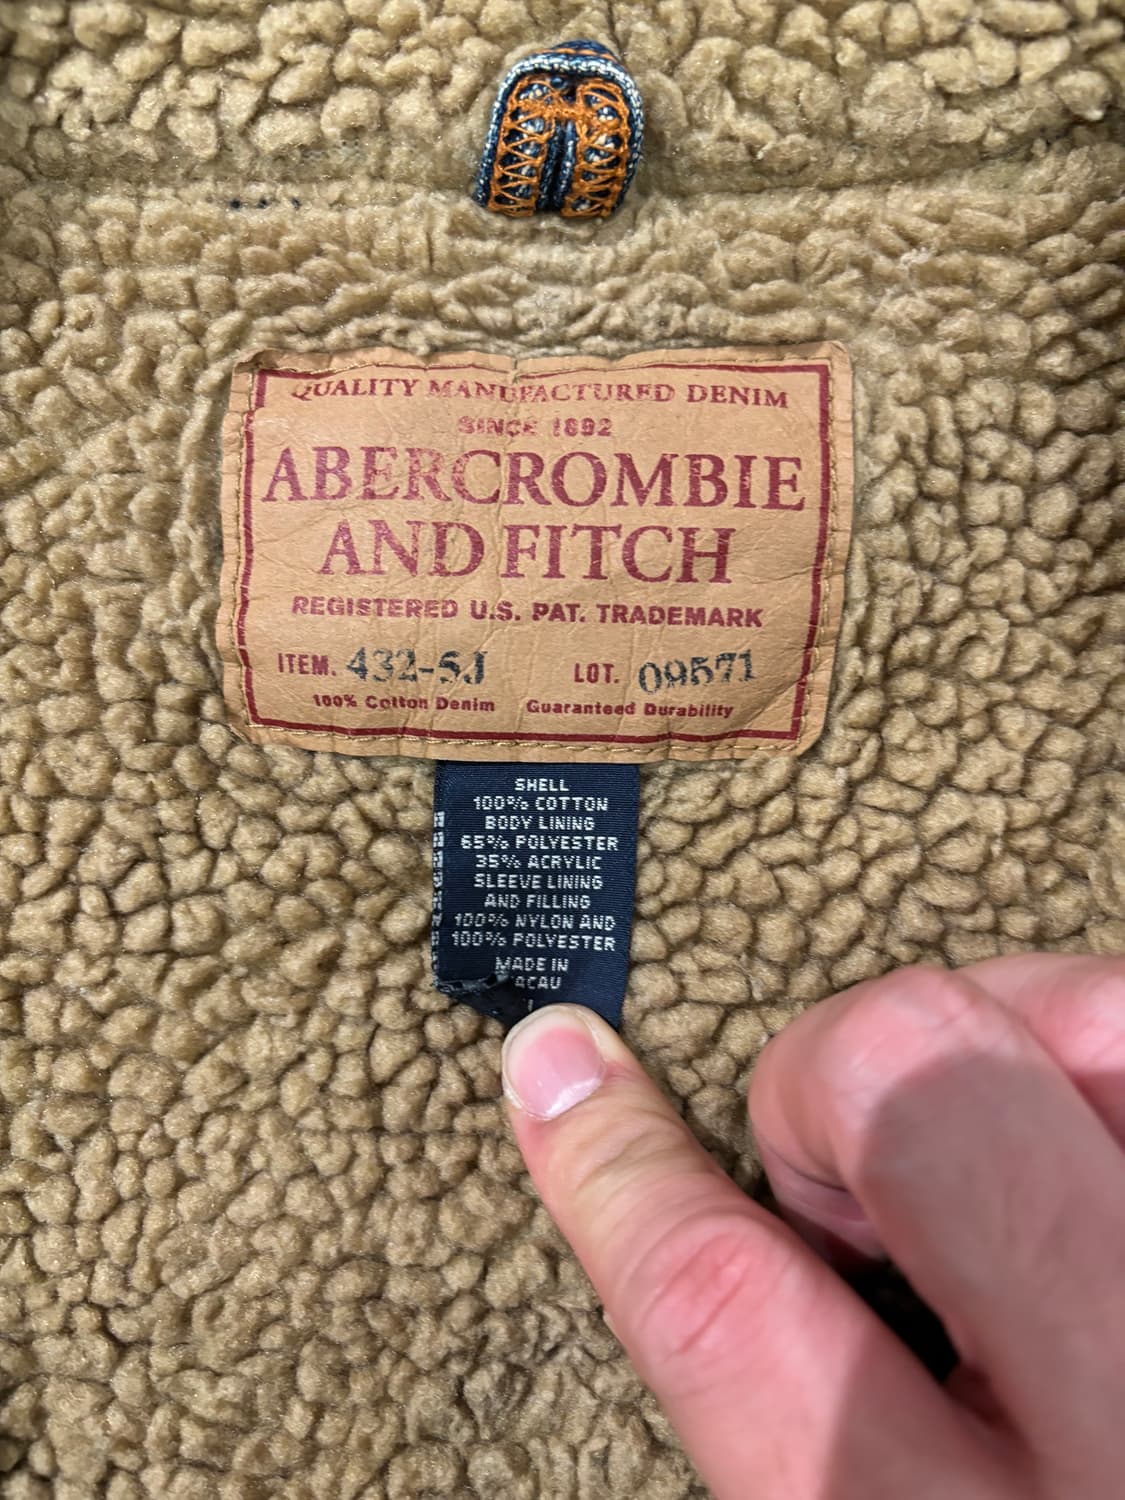 QUALITY MANUFACTURED DENIM
SINCE 1892
ABERCROMBIE
AND FITCH
REGISTERED U.S. PAT. TRADEMARK
ITEM. 432-5J LOT. 09571
100% Cotton Denim Guaranteed Durability
SHELL
100% COTTON
BODY LINING
65% POLYESTER
35% ACRYLIC
SLEEVE LINING
AND FILLING
100% NYLON AND
100% POLYESTER
MADE IN
ACAU